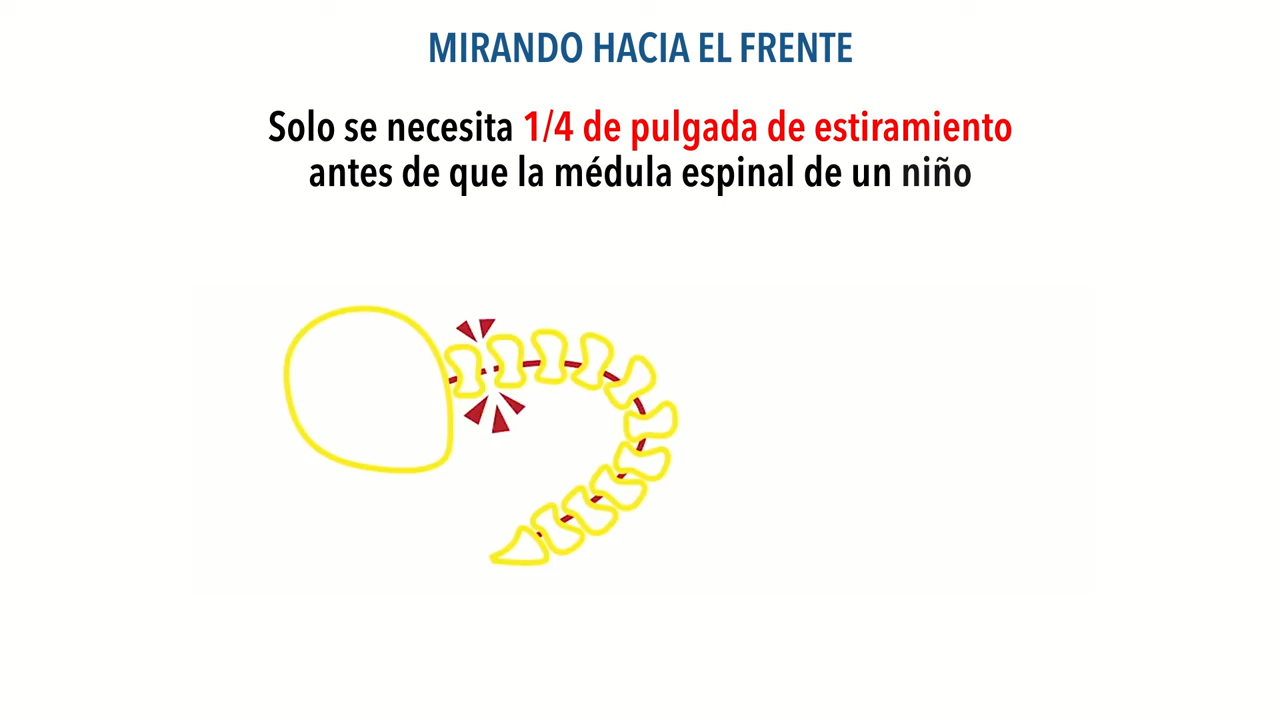 MIRANDO HACIA EL FRENTE
Solo se necesita 1/4 de pulgada de estiramiento
antes de que la médula espinal de un niño